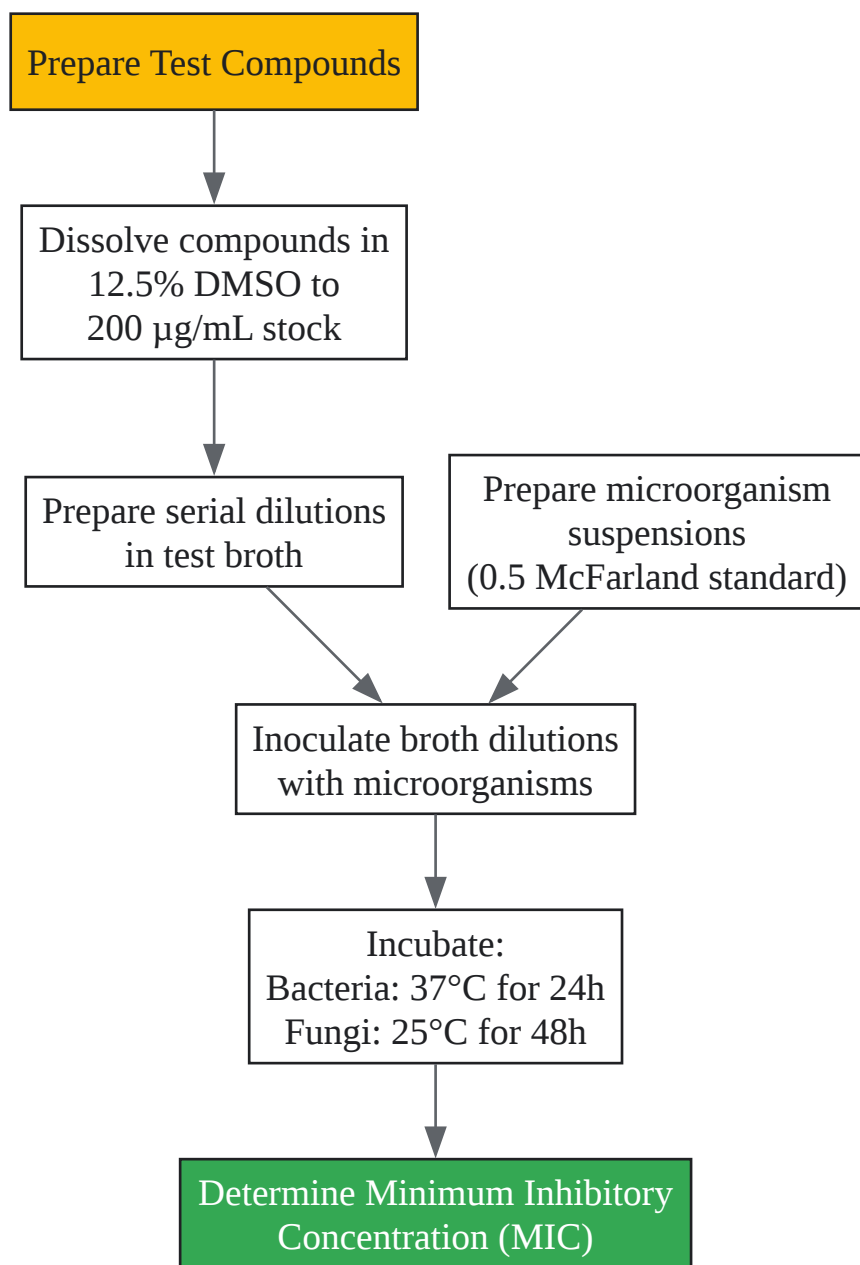 Prepare Test Compounds
Dissolve compounds in
12.5% DMSO to
200 µg/mL stock
Prepare serial dilutions
in test broth
Prepare microorganism
suspensions
(0.5 McFarland standard)
Inoculate broth dilutions
with microorganisms
Incubate:
Bacteria: 37°C for 24h
Fungi: 25°C for 48h
Determine Minimum Inhibitory
Concentration (MIC)